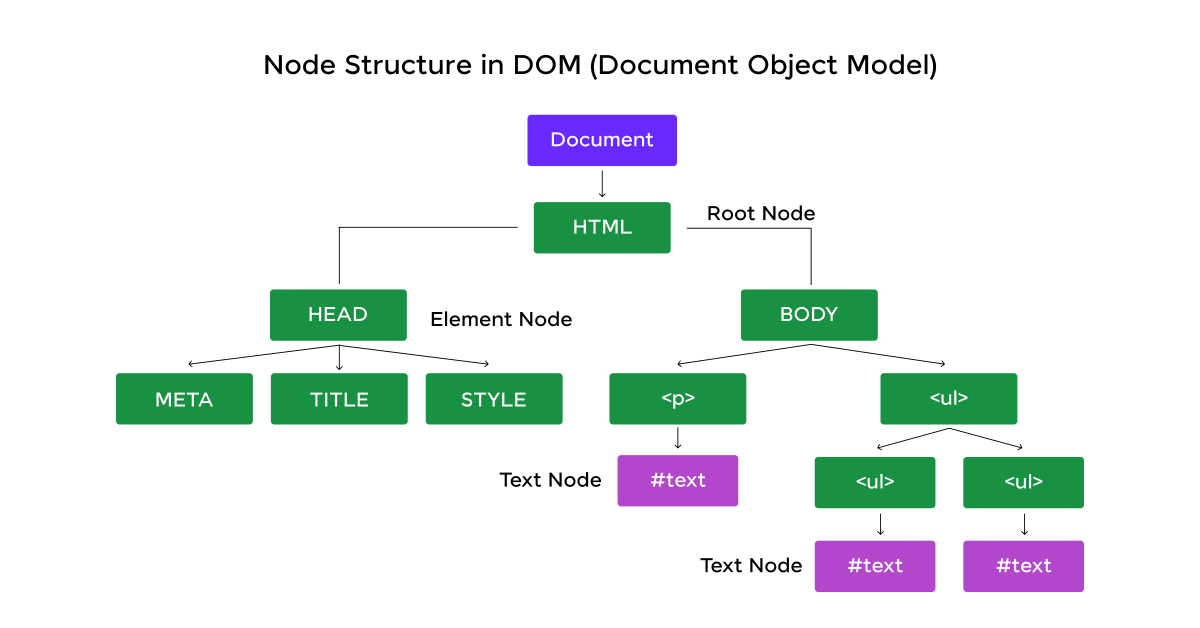 Node Structure in DOM (Document Object Model)
Document
HTML
Root Node
HEAD
Element Node
BODY
META
TITLE
STYLE
<p>
<ul>
Text Node
#text
<ul>
<ul>
Text Node
#text
#text